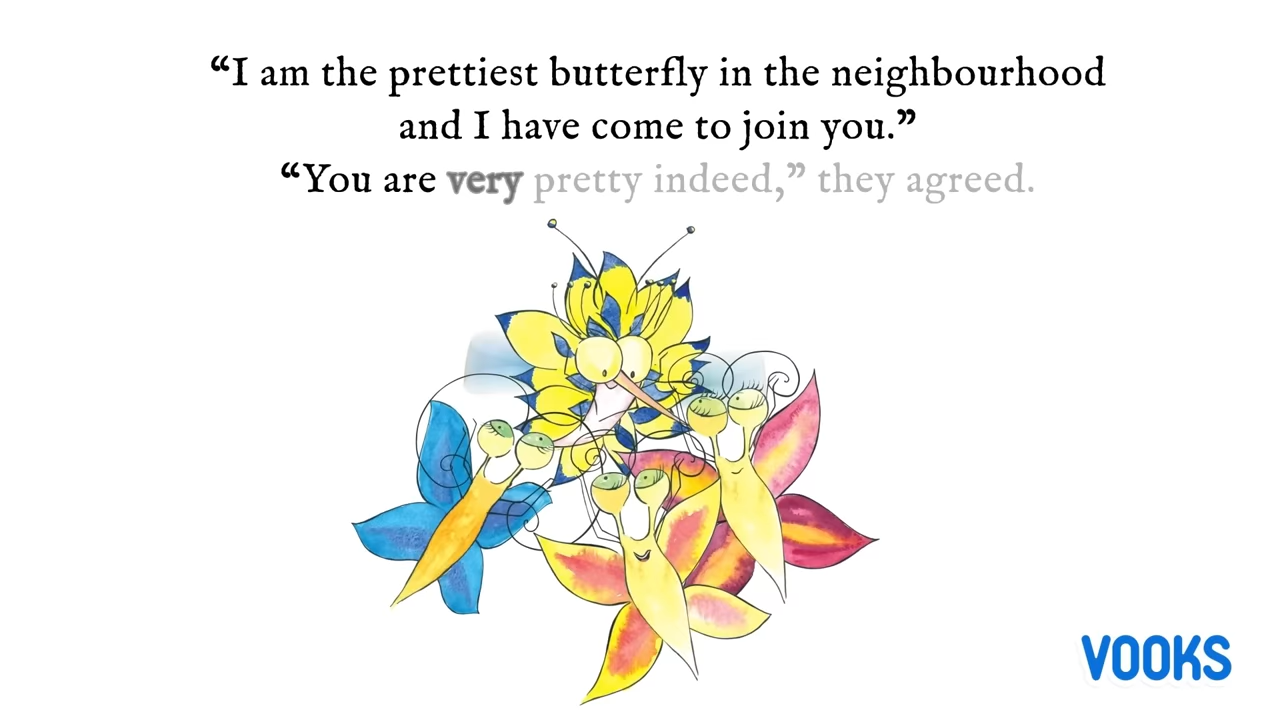 “I am the prettiest butterfly in the neighbourhood
and I have come to join you.”
“You are very pretty indeed,” they agreed.
VOOKS